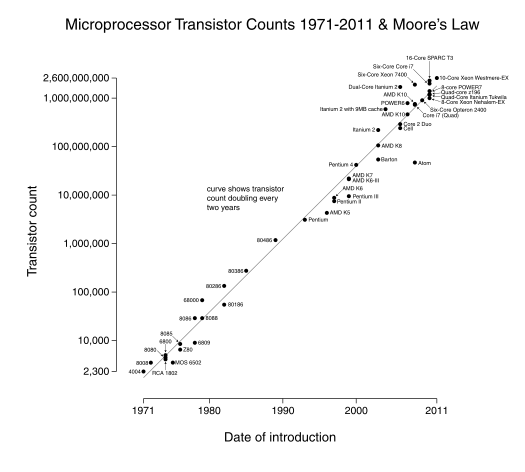 Microprocessor Transistor Counts 1971-2011 & Moore's Law
16-Core SPARC T3
Six-Core Core i7
Six-Core Xeon 7400
10-Core Xeon Westmere-EX
Dual-Core Itanium 2
8-core POWER7
Quad-core z196
AMD K10
Quad-Core Itanium Tukwila
8-Core Xeon Nehalem-EX
POWER6
Itanium 2 with 9MB cache
Six-Core Opteron 2400
AMD K10
Core i7 (Quad)
Core 2 Duo
Itanium 2
Cell
AMD K8
Pentium 4
Barton
Atom
AMD K7
AMD K6-III
curve shows transistor
count doubling every
two years
AMD K6
Pentium III
Pentium II
AMD K5
Pentium
80486
80386
80286
68000
80186
8086
8088
8085
6800
6809
8080
Z80
8008
MOS 6502
4004
RCA 1802
2,600,000,000
1,000,000,000
100,000,000
10,000,000
1,000,000
100,000
10,000
2,300
Transistor count
1971
1980
1990
2000
2011
Date of introduction